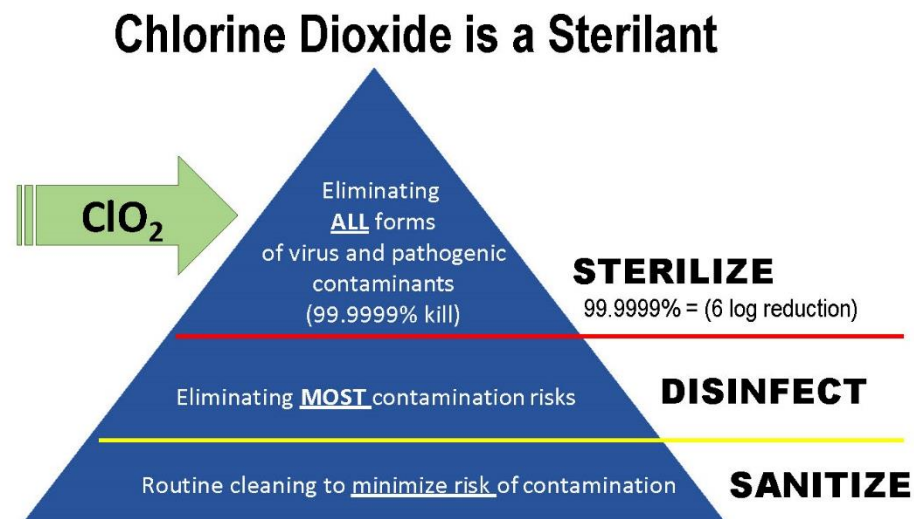 Chlorine Dioxide is a Sterilant
ClO₂
Eliminating
ALL forms
of virus and pathogenic
contaminants
(99.9999% kill)
STERILIZE
99.9999% = (6 log reduction)
Eliminating MOST contamination risks
DISINFECT
Routine cleaning to minimize risk of contamination
SANITIZE